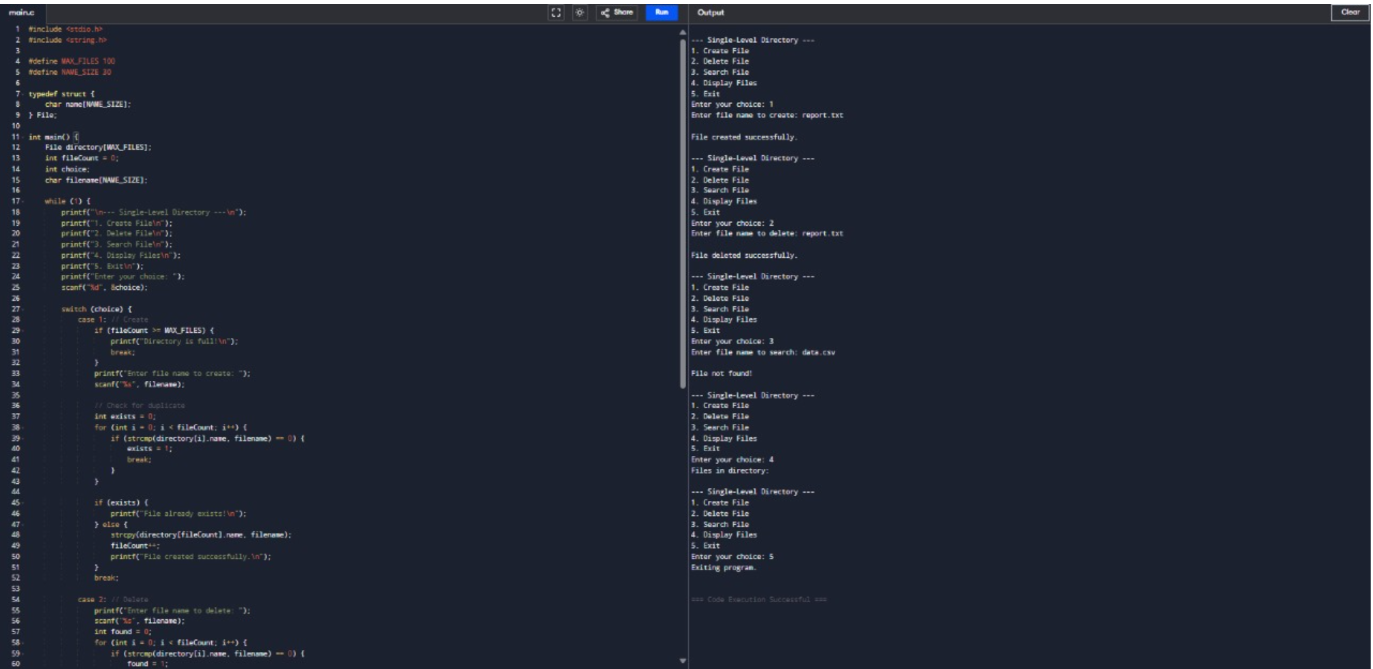 main.c
Share
Run
Output
Clear
1 #include <stdio.h>
2 #include <string.h>
3
4 #define MAX_FILES 100
5 #define NAME_SIZE 30
6
7 typedef struct {
8 char name[NAME_SIZE];
9 } File;
10
11 int main() {
12 File directory[MAX_FILES];
13 int fileCount = 0;
14 int choice;
15 char filename[NAME_SIZE];
16
17 while (1) {
18 printf("\n--- Single-Level Directory ---\n");
19 printf("1. Create File\n");
20 printf("2. Delete File\n");
21 printf("3. Search File\n");
22 printf("4. Display Files\n");
23 printf("5. Exit\n");
24 printf("Enter your choice: ");
25 scanf("%d", &choice);
26
27 switch (choice) {
28 case 1: // Create
29 if (fileCount >= MAX_FILES) {
30 printf("Directory is full!\n");
31 break;
32 }
33 printf("Enter file name to create: ");
34 scanf("%s", filename);
35
36 // Check for duplicate
37 int exists = 0;
38 for (int i = 0; i < fileCount; i++) {
39 if (strcmp(directory[i].name, filename) == 0) {
40 exists = 1;
41 break;
42 }
43 }
44
45 if (exists) {
46 printf("File already exists!\n");
47 } else {
48 strcpy(directory[fileCount].name, filename);
49 fileCount++;
50 printf("File created successfully.\n");
51 }
52 break;
53
54 case 2: // Delete
55 printf("Enter file name to delete: ");
56 scanf("%s", filename);
57 int found = 0;
58 for (int i = 0; i < fileCount; i++) {
59 if (strcmp(directory[i].name, filename) == 0) {
60 found = 1;
--- Single-Level Directory ---
1. Create File
2. Delete File
3. Search File
4. Display Files
5. Exit
Enter your choice: 1
Enter file name to create: report.txt
File created successfully.
--- Single-Level Directory ---
1. Create File
2. Delete File
3. Search File
4. Display Files
5. Exit
Enter your choice: 2
Enter file name to delete: report.txt
File deleted successfully.
--- Single-Level Directory ---
1. Create File
2. Delete File
3. Search File
4. Display Files
5. Exit
Enter your choice: 3
Enter file name to search: data.csv
File not found!
--- Single-Level Directory ---
1. Create File
2. Delete File
3. Search File
4. Display Files
5. Exit
Enter your choice: 4
Files in directory:
--- Single-Level Directory ---
1. Create File
2. Delete File
3. Search File
4. Display Files
5. Exit
Enter your choice: 5
Exiting program.
=== Code Execution Successful ===